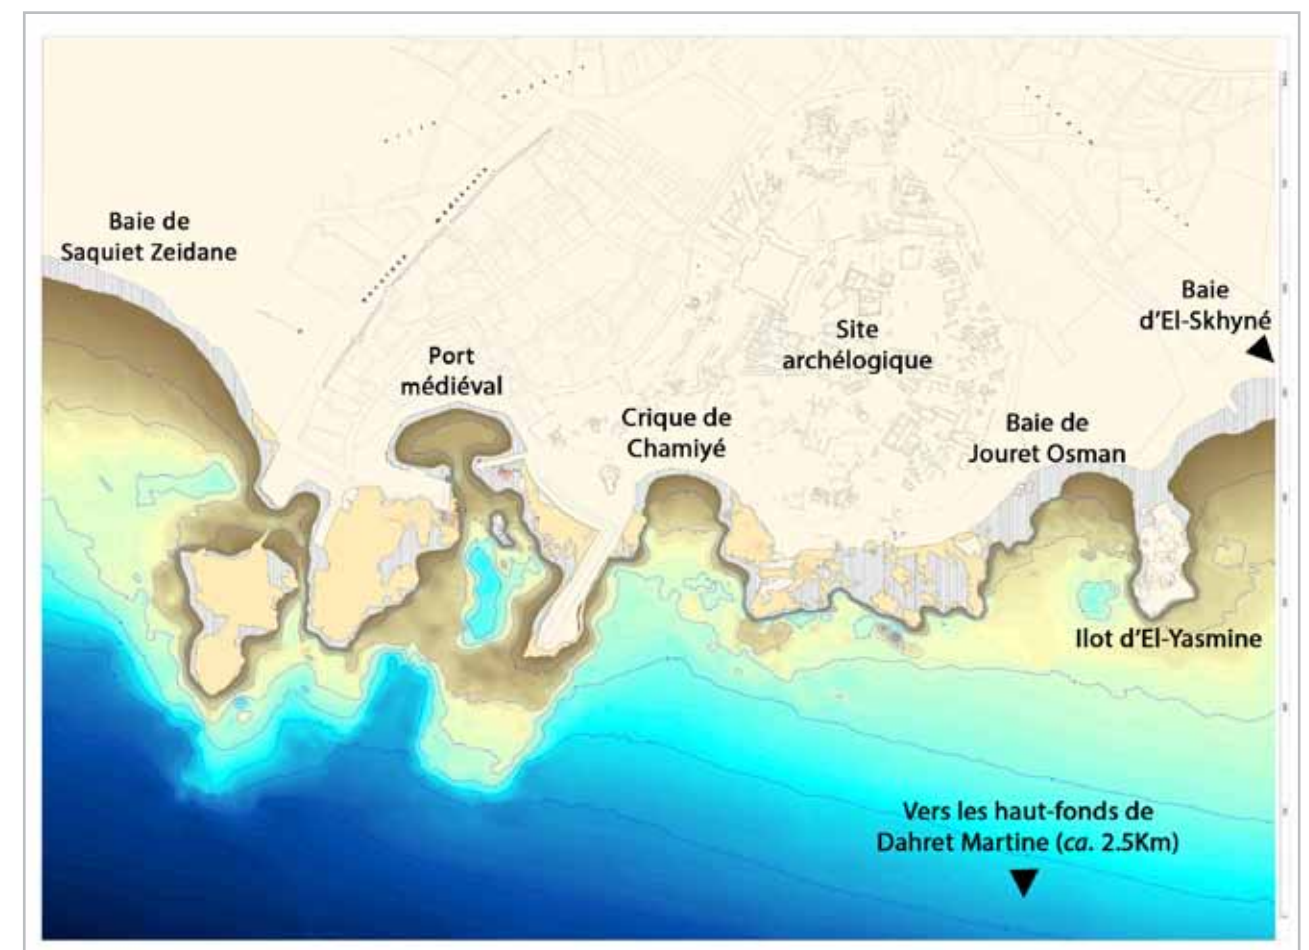 Baie de
Saquiet Zeidane
Port
médiéval
Crique de
Chamiyé
Site
archélogique
Baie de
Jouret Osman
Baie
d'El-Skhyné
Ilot d'El-Yasmine
Vers les haut-fonds de
Dahret Martine (ca. 2.5Km)